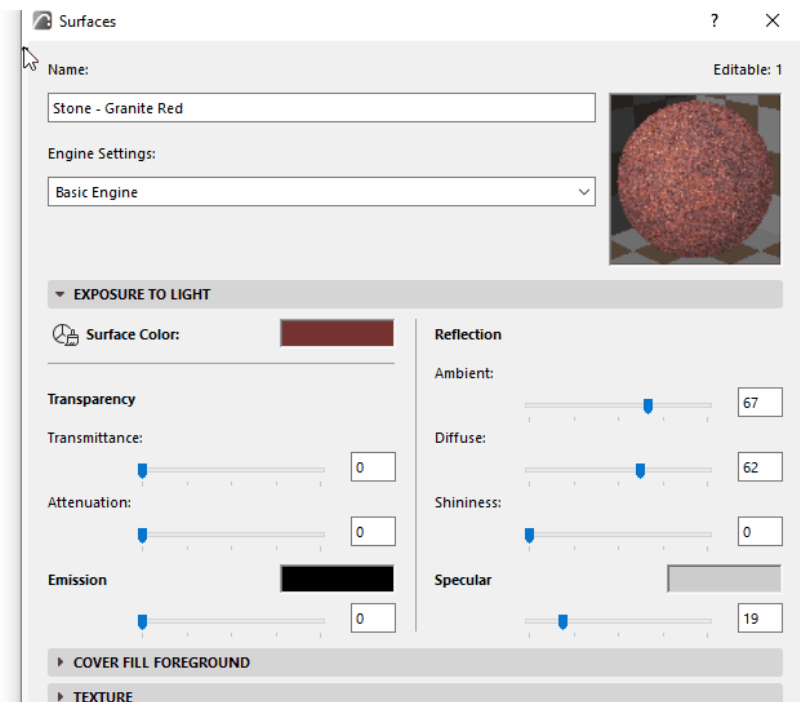 Surfaces ? ×
Name: Editable: 1
Stone - Granite Red
Engine Settings:
Basic Engine
EXPOSURE TO LIGHT
Surface Color:
Transparency
Transmittance:
0
Attenuation:
0
Emission
0
Reflection
Ambient:
67
Diffuse:
62
Shininess:
0
Specular
19
COVER FILL FOREGROUND
TEXTURE